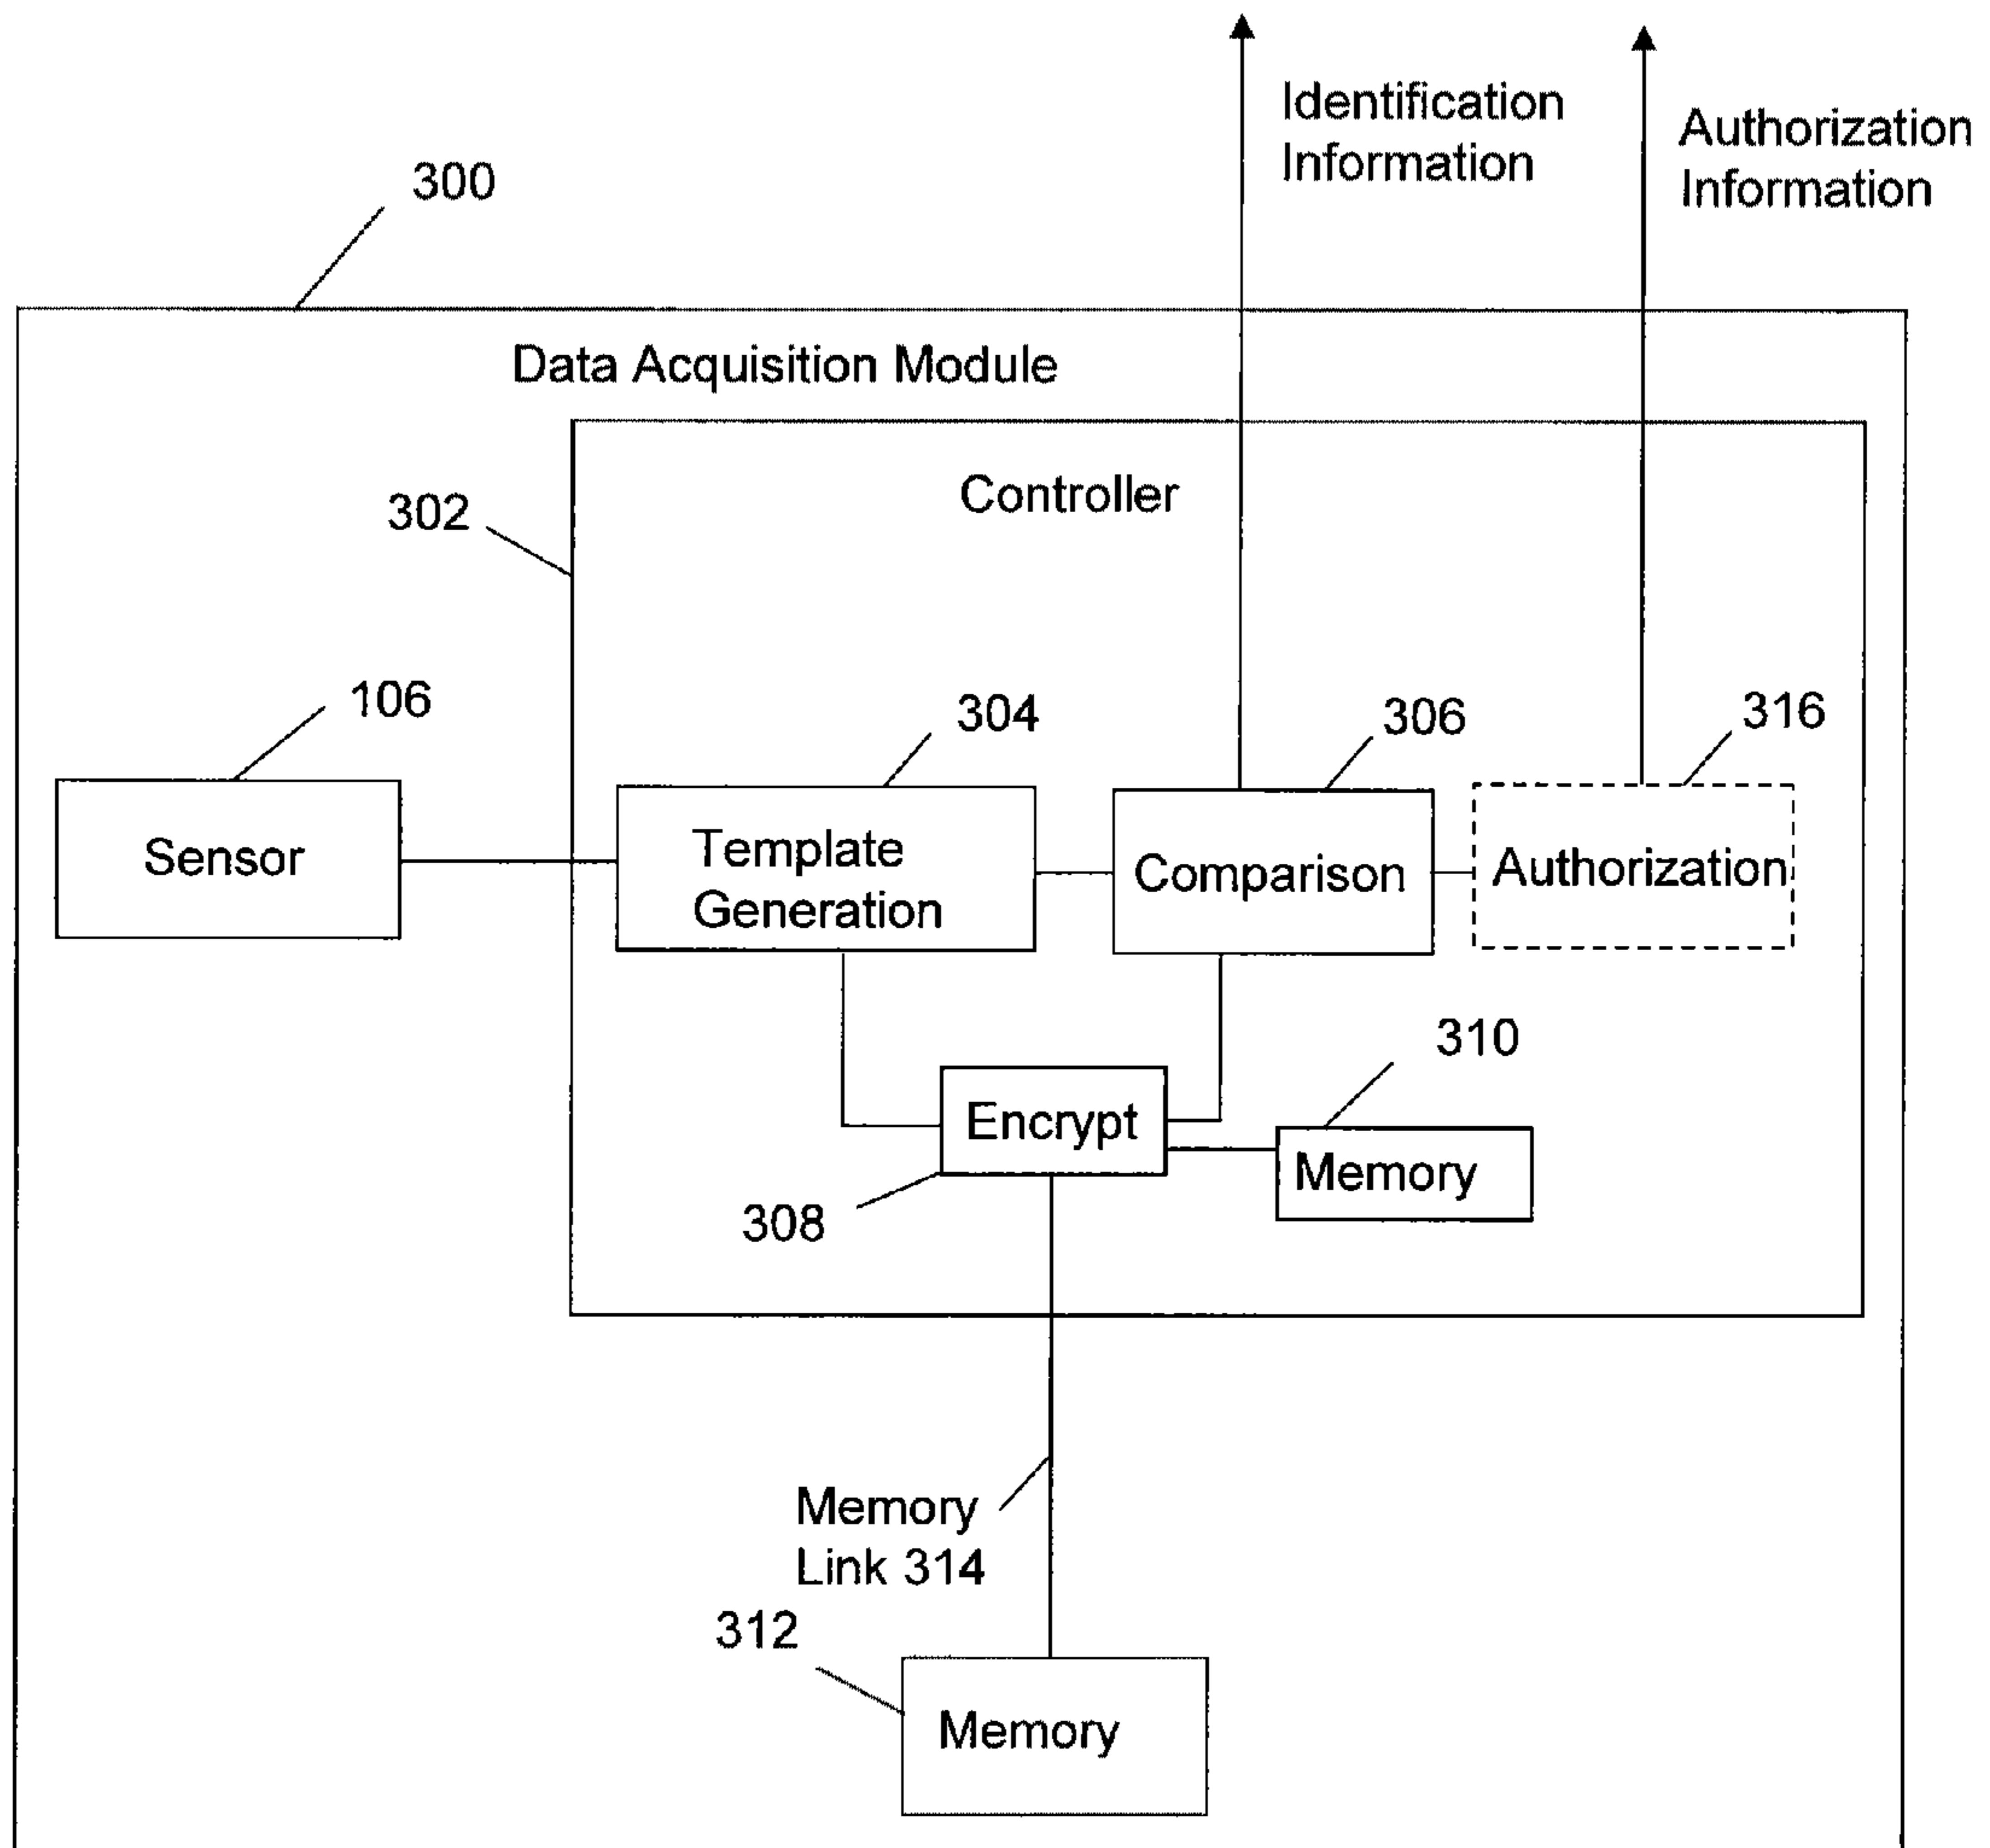 Identification
Information
Authorization
Information
300
Data Acquisition Module
302
Controller
106
304
306
316
Sensor
Template
Generation
Comparison
Authorization
310
Encrypt
Memory
308
Memory
Link 314
312
Memory